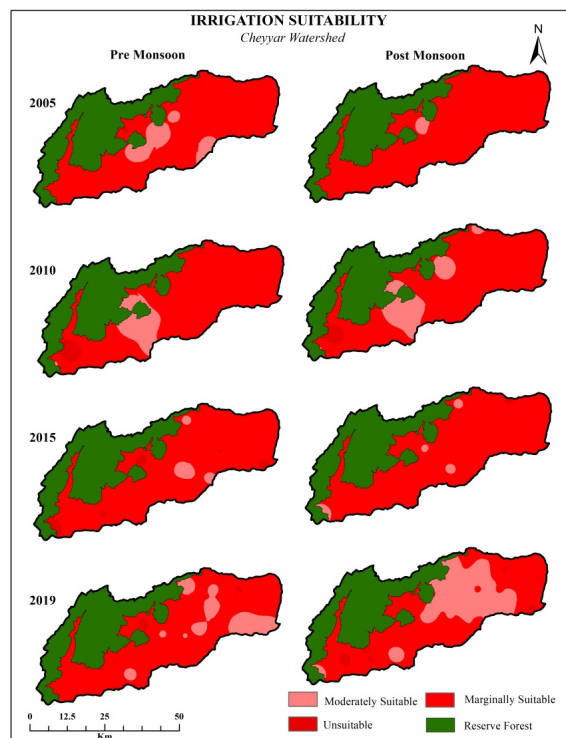 IRRIGATION SUITABILITY
Cheyyar Watershed
N
Pre Monsoon
Post Monsoon
2005
2010
2015
2019
Moderately Suitable
Marginally Suitable
Unsuitable
Reserve Forest
0 12.5 25 50
Km